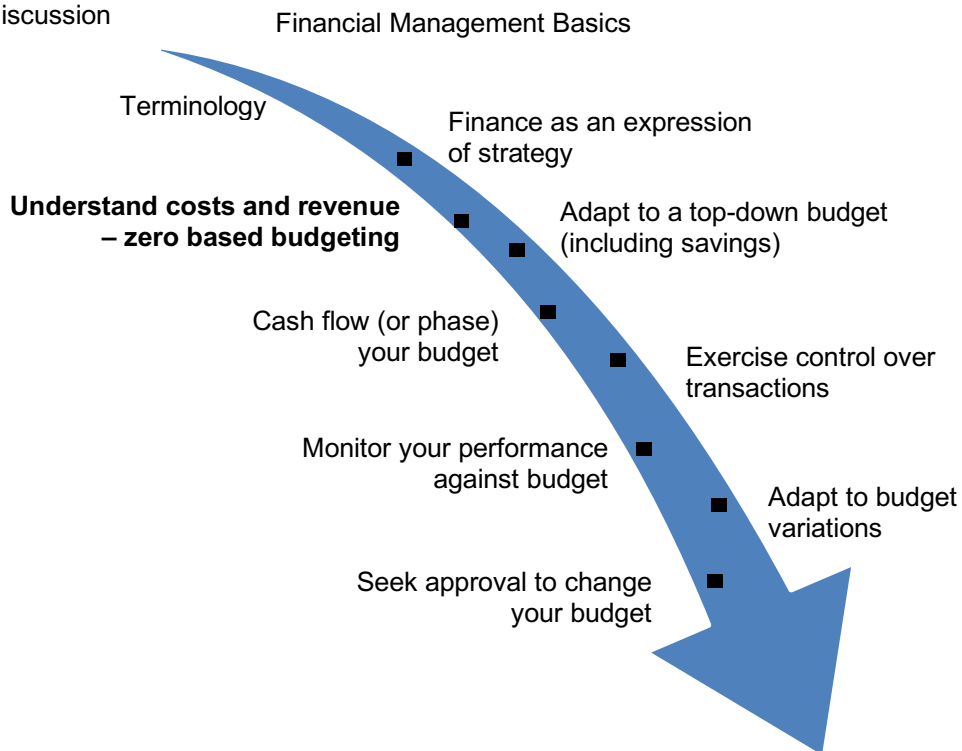 Financial Management Basics
Terminology
Finance as an expression
of strategy
Understand costs and revenue
– zero based budgeting
Adapt to a top-down budget
(including savings)
Cash flow (or phase)
your budget
Exercise control over
transactions
Monitor your performance
against budget
Adapt to budget
variations
Seek approval to change
your budget